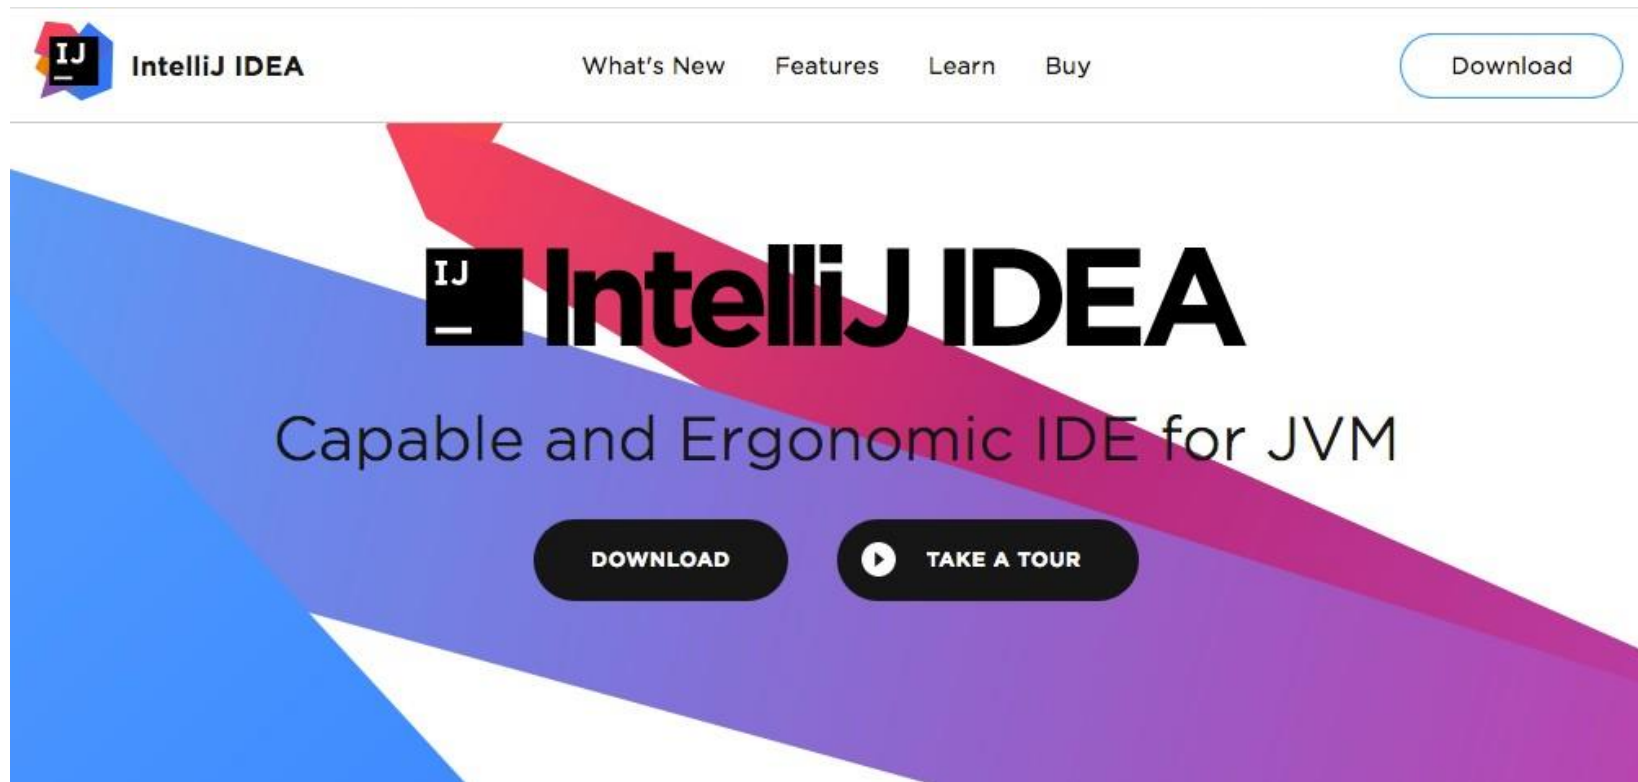 IJ
IntelliJ IDEA What's New Features Learn Buy Download
IJ IntelliJ IDEA
Capable and Ergonomic IDE for JVM
DOWNLOAD TAKE A TOUR